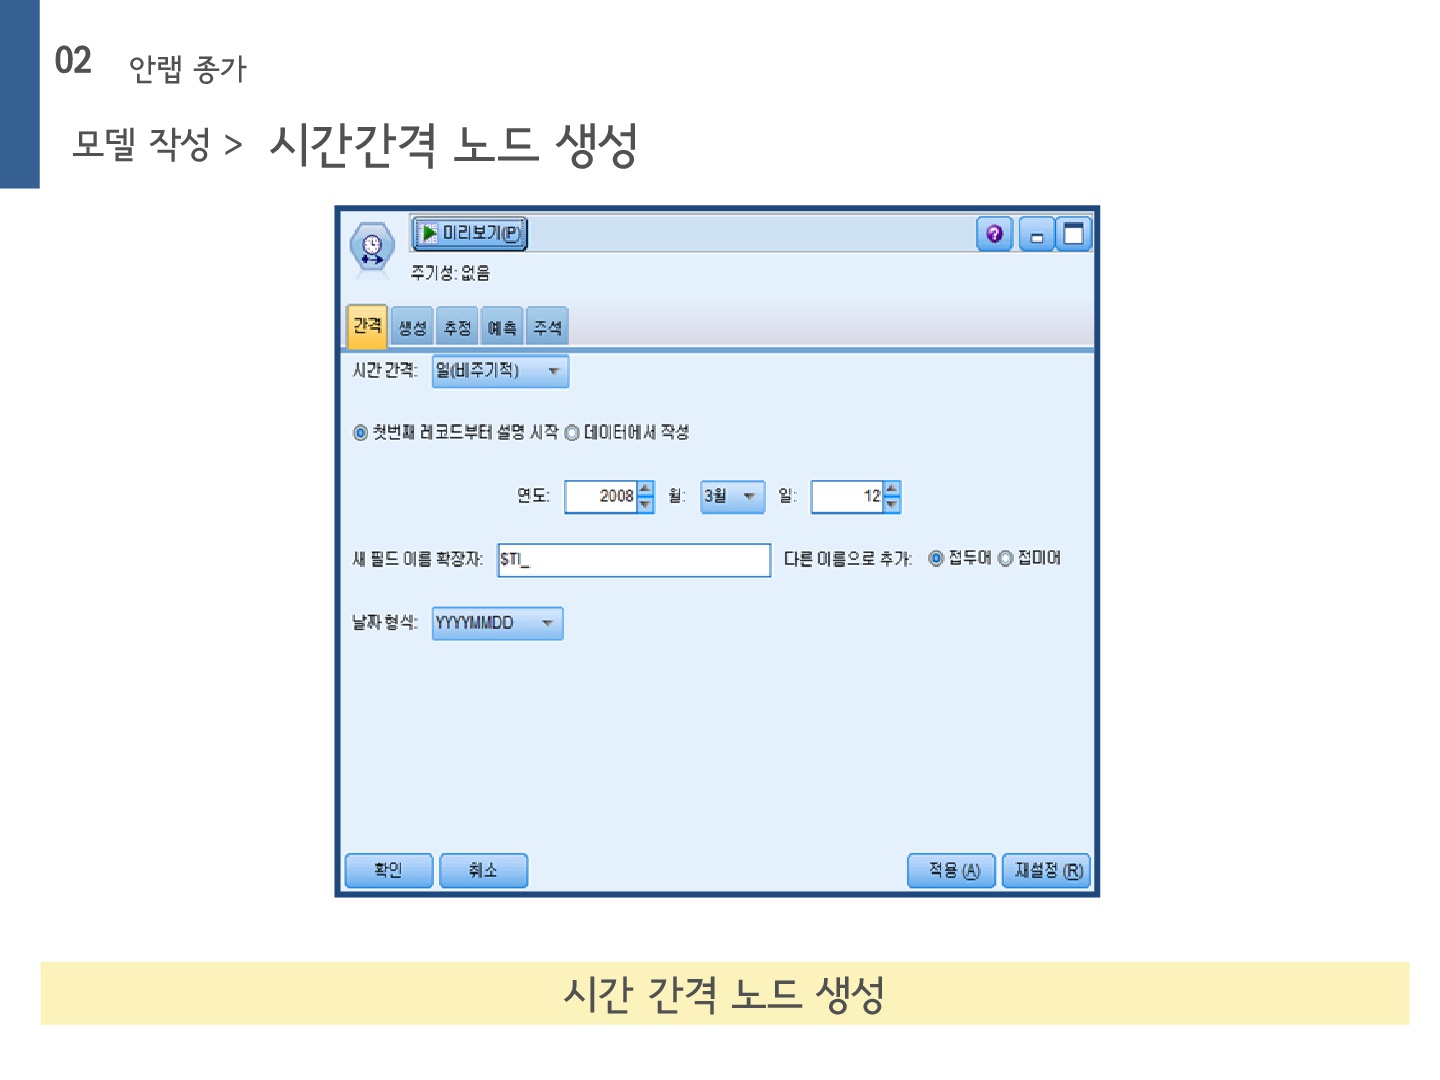 02 안랩 종가
모델 작성 > 시간간격 노드 생성
미리보기(P)
주기성: 없음
간격 생성 추정 예측 주석
시간 간격: 일(비주기적)
첫번째 레코드부터 설명 시작 데이터에서 작성
연도: 2008 월: 3월 일: 12
새 필드 이름 확장자: $TI_ 다른 이름으로 추가: 접두어 접미어
날짜 형식: YYYYMMDD
확인 취소 적용 (A) 재설정 (R)
시간 간격 노드 생성